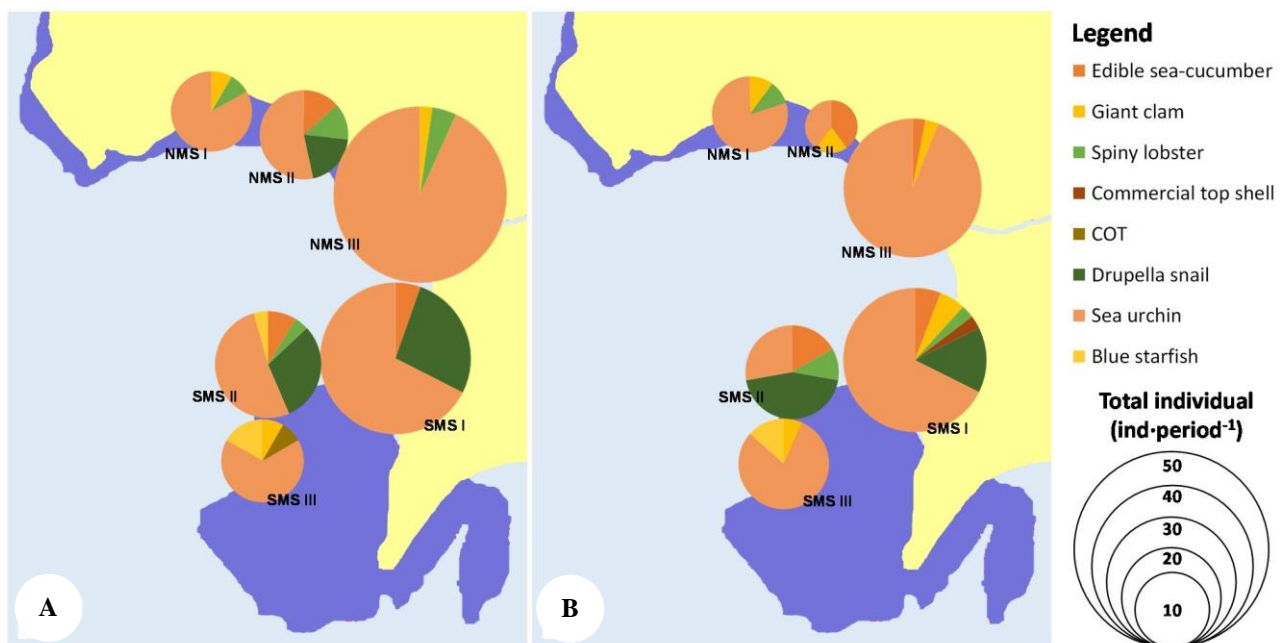 NMS I
NMS II
NMS III
SMS II
SMS I
SMS III
A
NMS I
NMS II
NMS III
SMS II
SMS I
SMS III
B
Legend
Edible sea-cucumber
Giant clam
Spiny lobster
Commercial top shell
COT
Drupella snail
Sea urchin
Blue starfish
Total individual
(ind·period⁻¹)
50
40
30
20
10